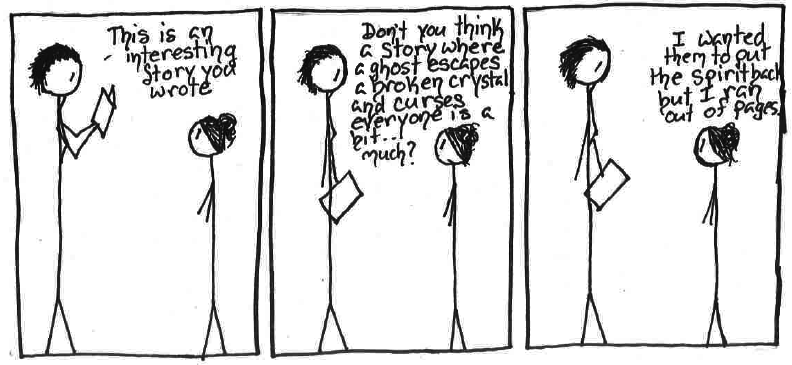 This is an
interesting
story you
wrote
Don't you think
a story where
a ghost escapes
a broken crystal
and curses
everyone is a
bit...
much?
I wanted
them to put
the spirit back
but I ran
out of pages.